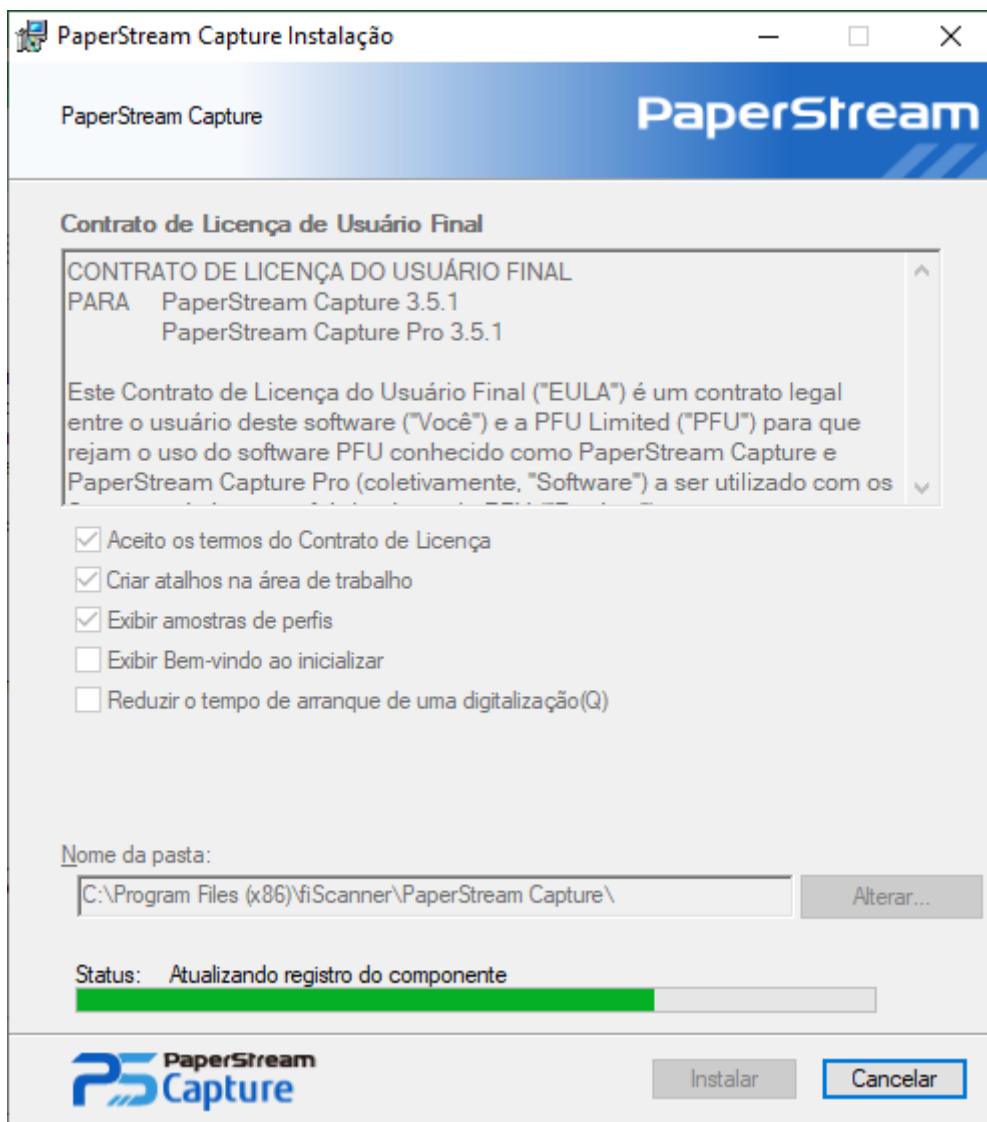 PaperStream Capture Instalação
PaperStream Capture
PaperStream
Contrato de Licença de Usuário Final
CONTRATO DE LICENÇA DO USUÁRIO FINAL
PARA PaperStream Capture 3.5.1
PaperStream Capture Pro 3.5.1
Este Contrato de Licença do Usuário Final ("EULA") é um contrato legal
entre o usuário deste software ("Você") e a PFU Limited ("PFU") para que
rejam o uso do software PFU conhecido como PaperStream Capture e
PaperStream Capture Pro (coletivamente, "Software") a ser utilizado com os
Aceito os termos do Contrato de Licença
Criar atalhos na área de trabalho
Exibir amostras de perfis
Exibir Bem-vindo ao inicializar
Reduzir o tempo de arranque de uma digitalização(Q)
Nome da pasta:
C:\Program Files (x86)\fiScanner\PaperStream Capture\
Alterar...
Status: Atualizando registro do componente
PS PaperStream
Capture
Instalar
Cancelar